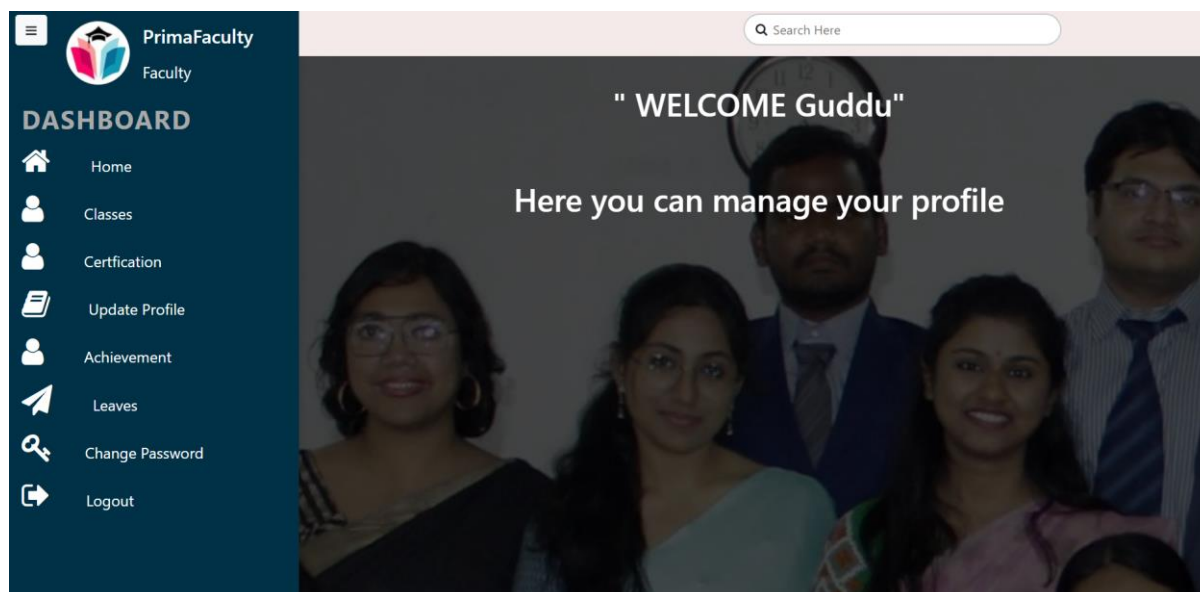 PrimaFaculty
Faculty
DASHBOARD
Home
Classes
Certfication
Update Profile
Achievement
Leaves
Change Password
Logout
Search Here
" WELCOME Guddu"
Here you can manage your profile